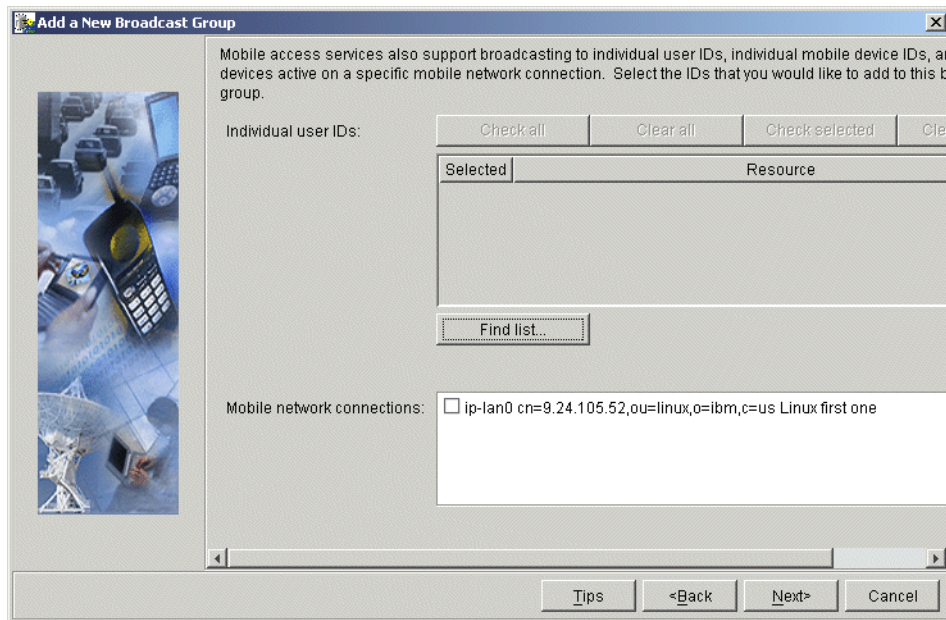 Add a New Broadcast Group
Mobile access services also support broadcasting to individual user IDs, individual mobile device IDs, a
devices active on a specific mobile network connection. Select the IDs that you would like to add to this b
group.
Individual user IDs:
Check all
Clear all
Check selected
Cle
Selected
Resource
Find list...
Mobile network connections:
ip-lan0 cn=9.24.105.52,ou=linux,o=ibm,c=us Linux first one
Tips
<Back
Next>
Cancel